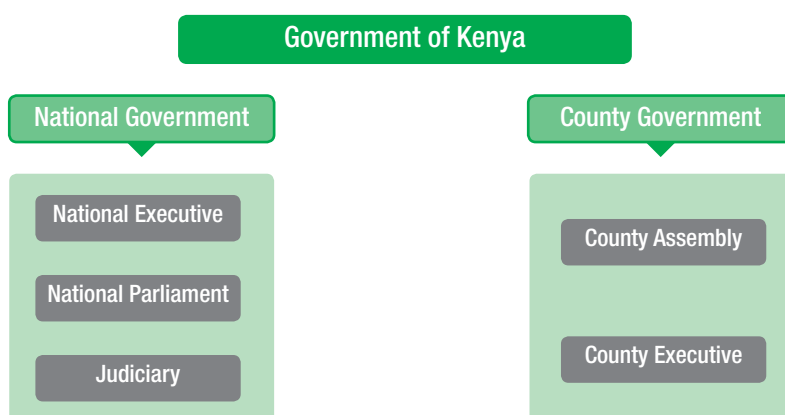 Government of Kenya
National Government
County Government
National Executive
National Parliament
Judiciary
County Assembly
County Executive